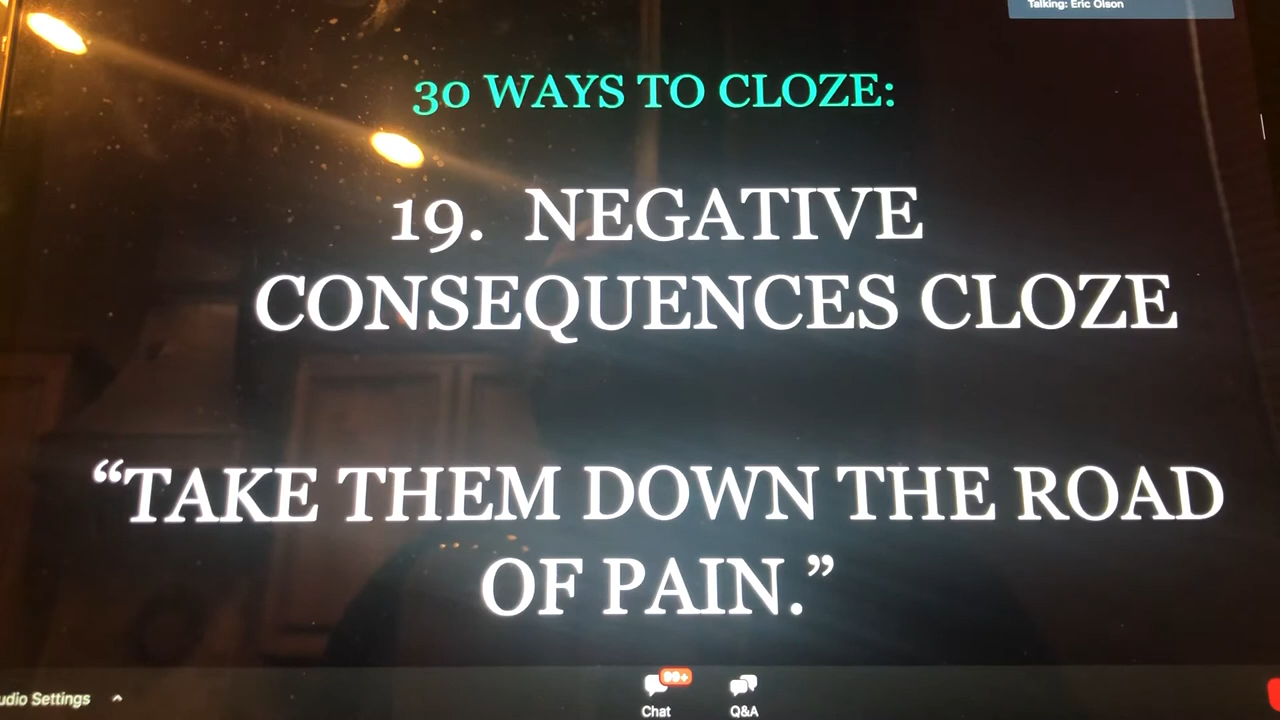 Talking: Eric Olson
30 WAYS TO CLOZE:
19. NEGATIVE
CONSEQUENCES CLOZE
“TAKE THEM DOWN THE ROAD
OF PAIN.”
udio Settings
99+
Chat
Q&A